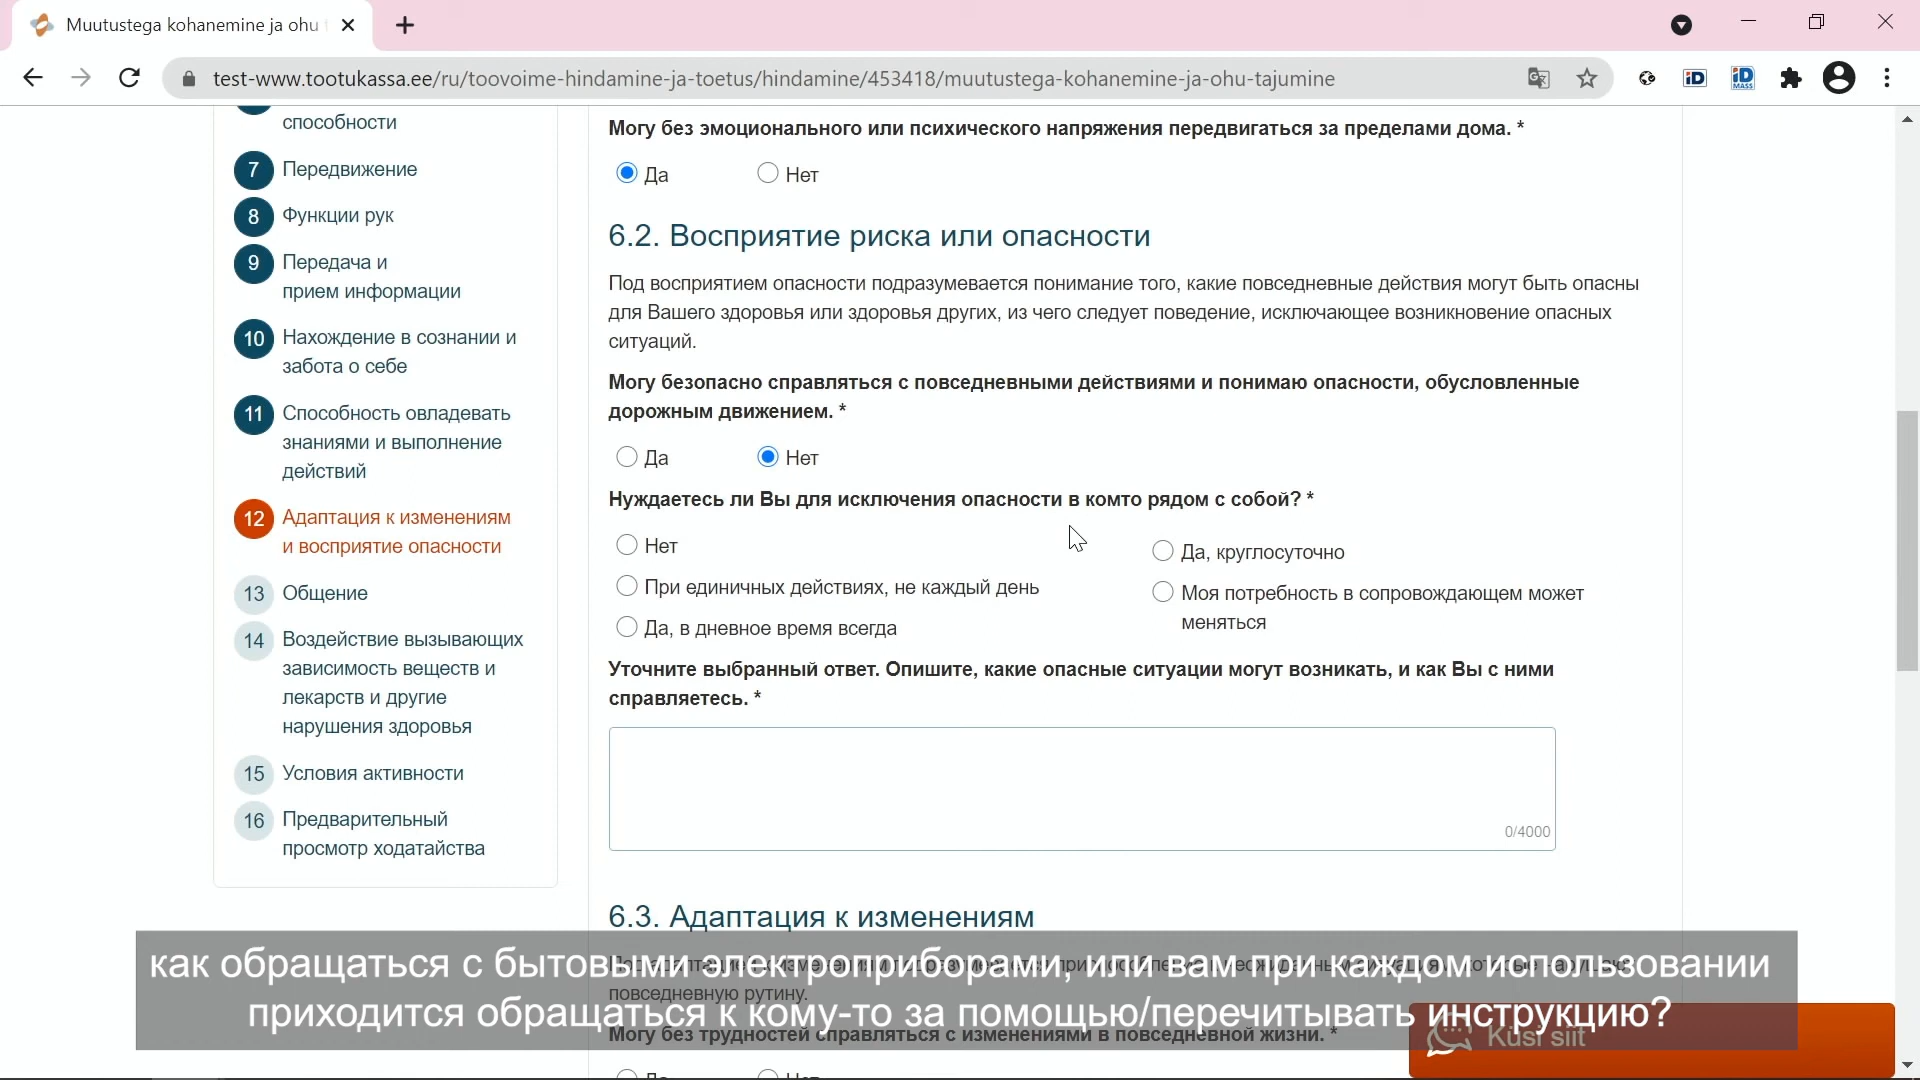 Muutustega kohanemine ja ohu
test-www.tootukassa.ee/ru/toovoime-hindamine-ja-toetus/hindamine/453418/muutustega-kohanemine-ja-ohu-tajumine
iD
iD
MASS
способности
7 Передвижение
8 Функции рук
9 Передача и
прием информации
10 Нахождение в сознании и
забота о себе
11 Способность овладевать
знаниями и выполнение
действий
12 Адаптация к изменениям
и восприятие опасности
13 Общение
14 Воздействие вызывающих
зависимость веществ и
лекарств и другие
нарушения здоровья
15 Условия активности
16 Предварительный
просмотр ходатайства
Могу без эмоционального или психического напряжения передвигаться за пределами дома. *
Да Нет
6.2. Восприятие риска или опасности
Под восприятием опасности подразумевается понимание того, какие повседневные действия могут быть опасны
для Вашего здоровья или здоровья других, из чего следует поведение, исключающее возникновение опасных
ситуаций.
Могу безопасно справляться с повседневными действиями и понимаю опасности, обусловленные
дорожным движением. *
Да Нет
Нуждаетесь ли Вы для исключения опасности в комто рядом с собой? *
Нет
При единичных действиях, не каждый день
Да, в дневное время всегда
Да, круглосуточно
Моя потребность в сопровождающем может
меняться
Уточните выбранный ответ. Опишите, какие опасные ситуации могут возникать, и как Вы с ними
справляетесь. *
0/4000
6.3. Адаптация к изменениям
повседневную рутину.
Могу без трудностей справляться с изменениями в повседневной жизни. *
Да Нет
как обращаться с бытовыми электроприборами, или вам при каждом использовании
приходится обращаться к кому-то за помощью/перечитывать инструкцию?
Küsi siit